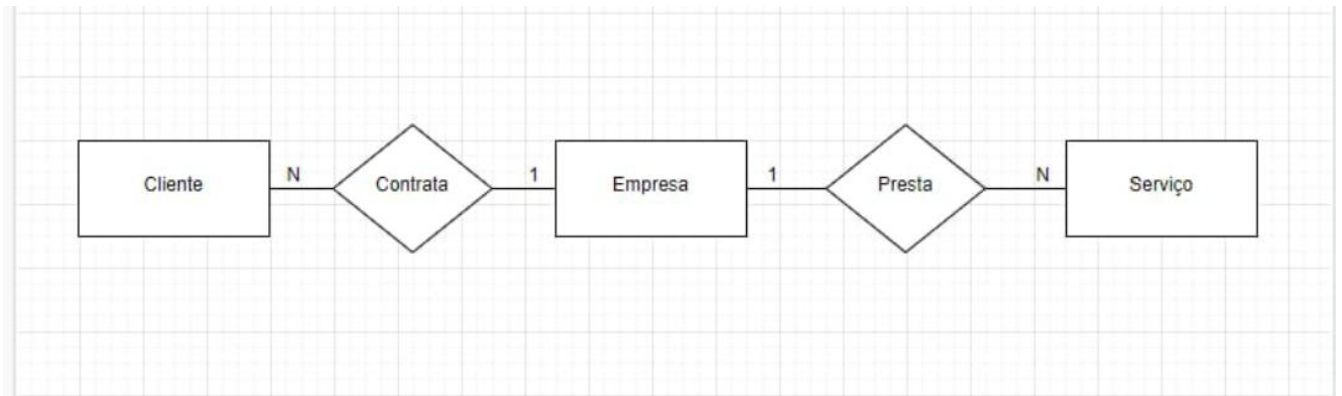 Cliente
N
Contrata
1
Empresa
1
Presta
N
Serviço